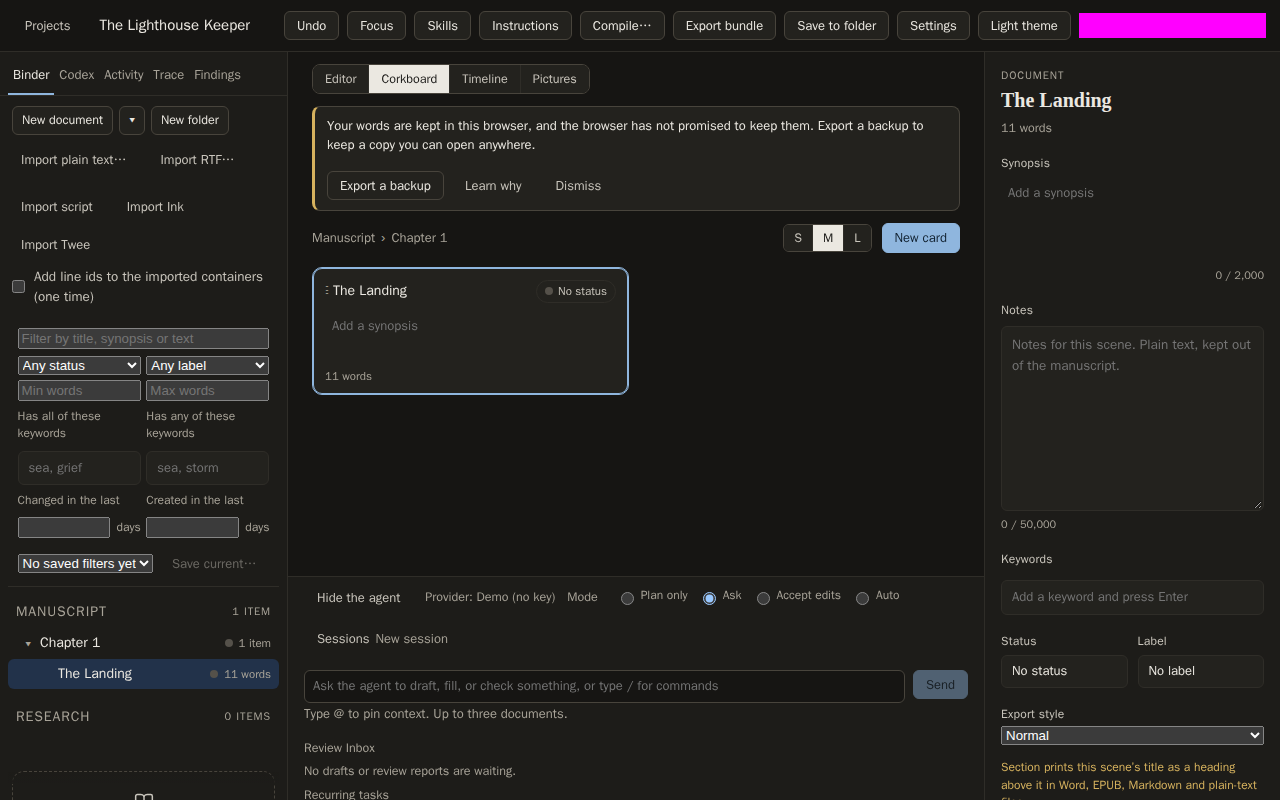 Projects
The Lighthouse Keeper
Undo
Focus
Skills
Instructions
Compile…
Export bundle
Save to folder
Settings
Light theme
Binder
Codex
Activity
Trace
Findings
New document
▾
New folder
Import plain text…
Import RTF…
Import script
Import Ink
Import Twee
Add line ids to the imported containers
(one time)
Filter by title, synopsis or text
Any status
Any label
Min words
Max words
Has all of these
keywords
Has any of these
keywords
sea, grief
sea, storm
Changed in the last
Created in the last
days
days
No saved filters yet
Save current…
MANUSCRIPT
1 ITEM
Chapter 1
1 item
The Landing
11 words
RESEARCH
0 ITEMS
Editor
Corkboard
Timeline
Pictures
Your words are kept in this browser, and the browser has not promised to keep them. Export a backup to
keep a copy you can open anywhere.
Export a backup
Learn why
Dismiss
Manuscript › Chapter 1
S
M
L
New card
The Landing
No status
Add a synopsis
11 words
Hide the agent
Provider: Demo (no key)
Mode
Plan only
Ask
Accept edits
Auto
Sessions
New session
Ask the agent to draft, fill, or check something, or type / for commands
Send
Type @ to pin context. Up to three documents.
Review Inbox
No drafts or review reports are waiting.
Recurring tasks
DOCUMENT
The Landing
11 words
Synopsis
Add a synopsis
0 / 2,000
Notes
Notes for this scene. Plain text, kept out
of the manuscript.
0 / 50,000
Keywords
Add a keyword and press Enter
Status
Label
No status
No label
Export style
Normal
Section prints this scene's title as a heading
above it in Word, EPUB, Markdown and plain-text